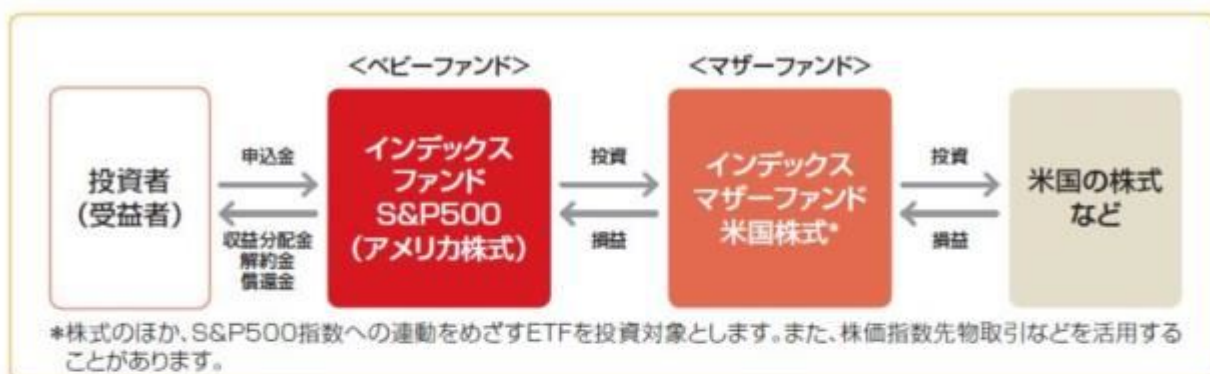 ＜ベビーファンド＞
＜マザーファンド＞
投資者
（受益者）
申込金
収益分配金
解約金
償還金
インデックス
ファンド
S&P500
（アメリカ株式）
投資
損益
インデックス
マザーファンド
米国株式*
投資
損益
米国の株式
など
*株式のほか、S&P500指数への連動をめざすETFを投資対象とします。また、株価指数先物取引などを活用する
ことがあります。